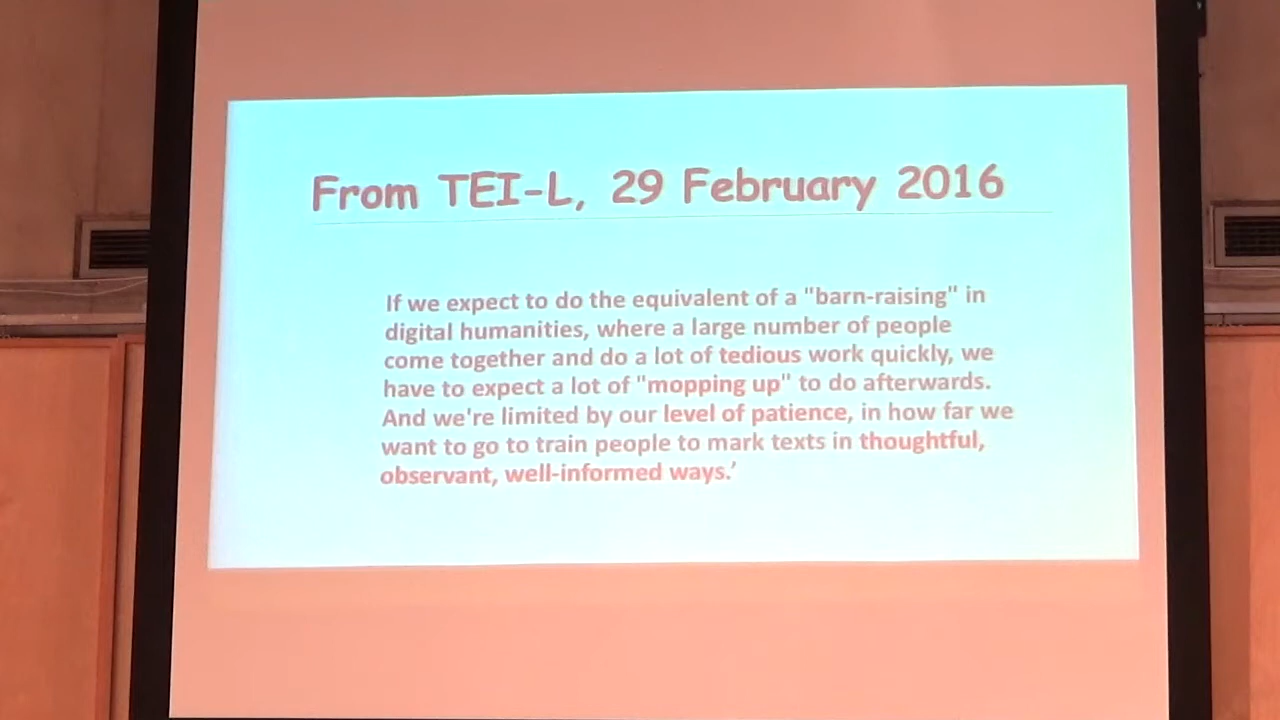 From TEI-L, 29 February 2016
If we expect to do the equivalent of a "barn-raising" in
digital humanities, where a large number of people
come together and do a lot of tedious work quickly, we
have to expect a lot of "mopping up" to do afterwards.
And we're limited by our level of patience, in how far we
want to go to train people to mark texts in thoughtful,
observant, well-informed ways.’